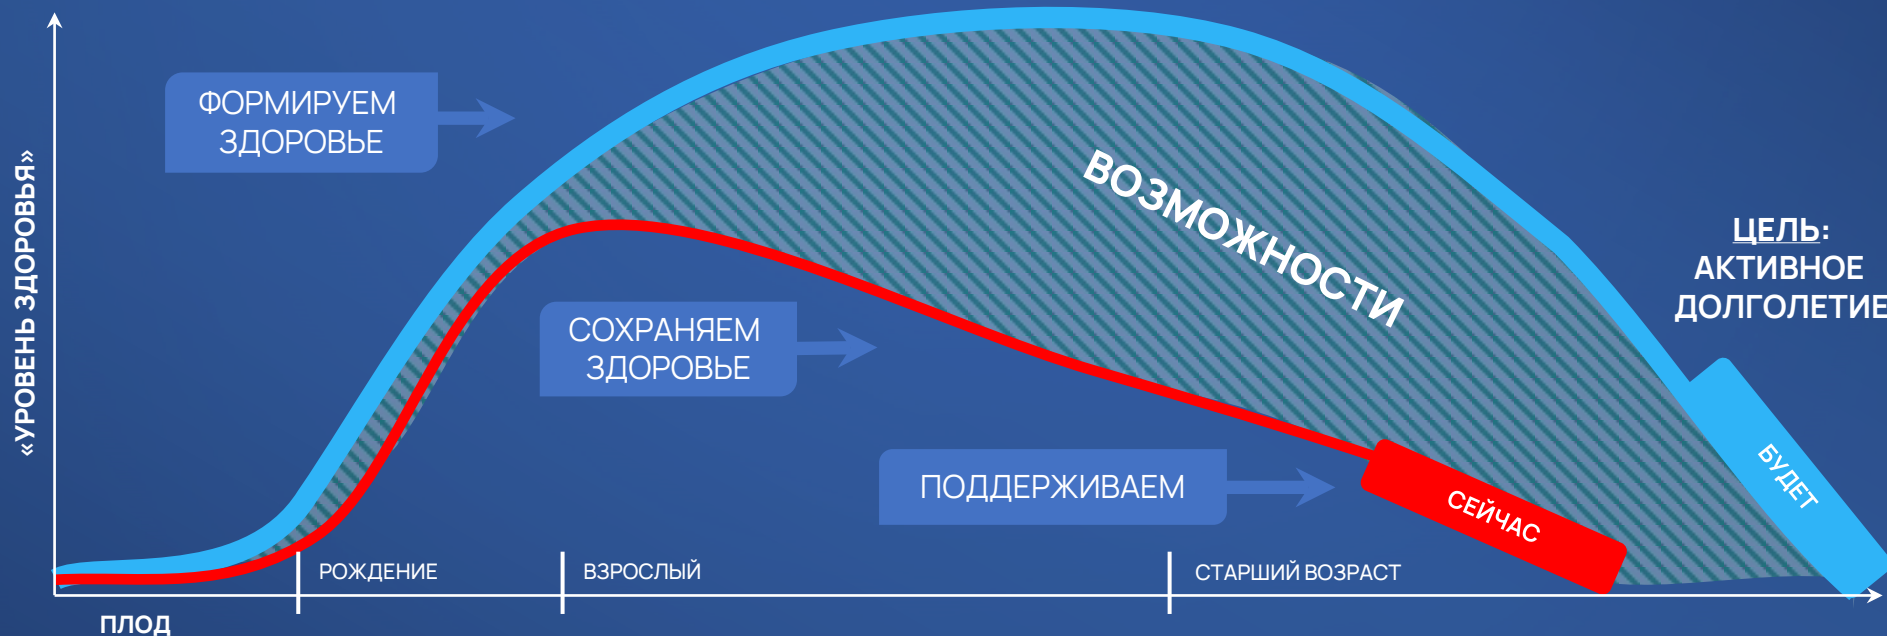 «УРОВЕНЬ ЗДОРОВЬЯ»
ФОРМИРУЕМ
ЗДОРОВЬЕ
СОХРАНЯЕМ
ЗДОРОВЬЕ
ПОДДЕРЖИВАЕМ
ВОЗМОЖНОСТИ
ЦЕЛЬ:
АКТИВНОЕ
ДОЛГОЛЕТИЕ
СЕЙЧАС
БУДЕТ
РОЖДЕНИЕ
ВЗРОСЛЫЙ
СТАРШИЙ ВОЗРАСТ
ПЛОД